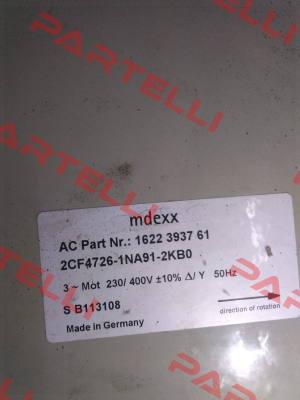 PARTELLI
PARTELLI
PARTELLI
mdexx
AC Part Nr.: 1622 3937 61
2CF4726-1NA91-2KB0
3 ~ Mot 230/ 400V ±10% Δ/ Y 50Hz
S B113108
direction of rotation
Made in Germany
PARTELLI